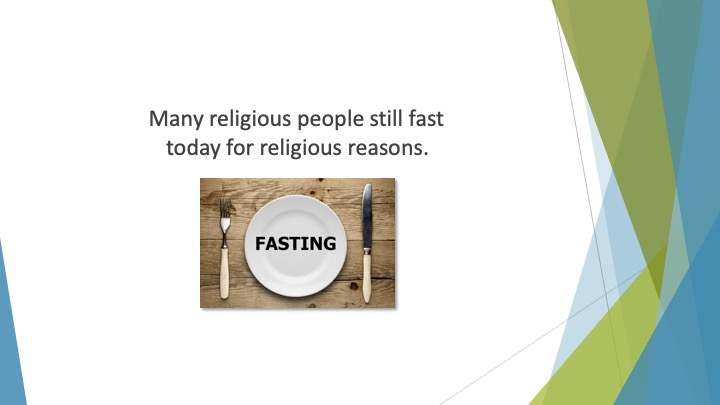 Many religious people still fast
today for religious reasons.
FASTING